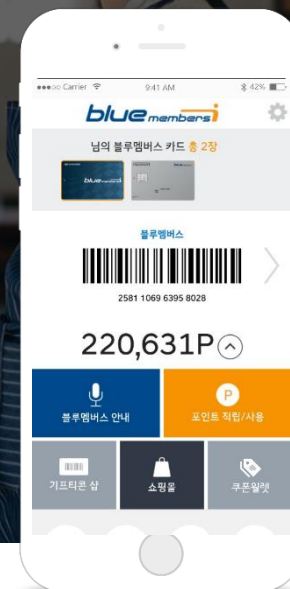 Carrier 9:41 AM 42%
blue members
님의 블루멤버스 카드 총 2장
블루멤버스
2581 1069 6395 8028
220,631P
블루멤버스 안내
P
포인트 적립/사용
기프티콘 샵
쇼핑몰
쿠폰월렛